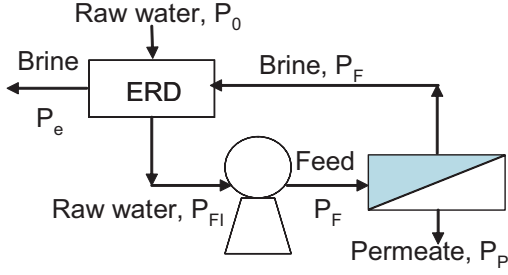 Raw water, P0
Brine
Pe
ERD
Brine, PF
Feed
PF
Raw water, PFI
Permeate, PP